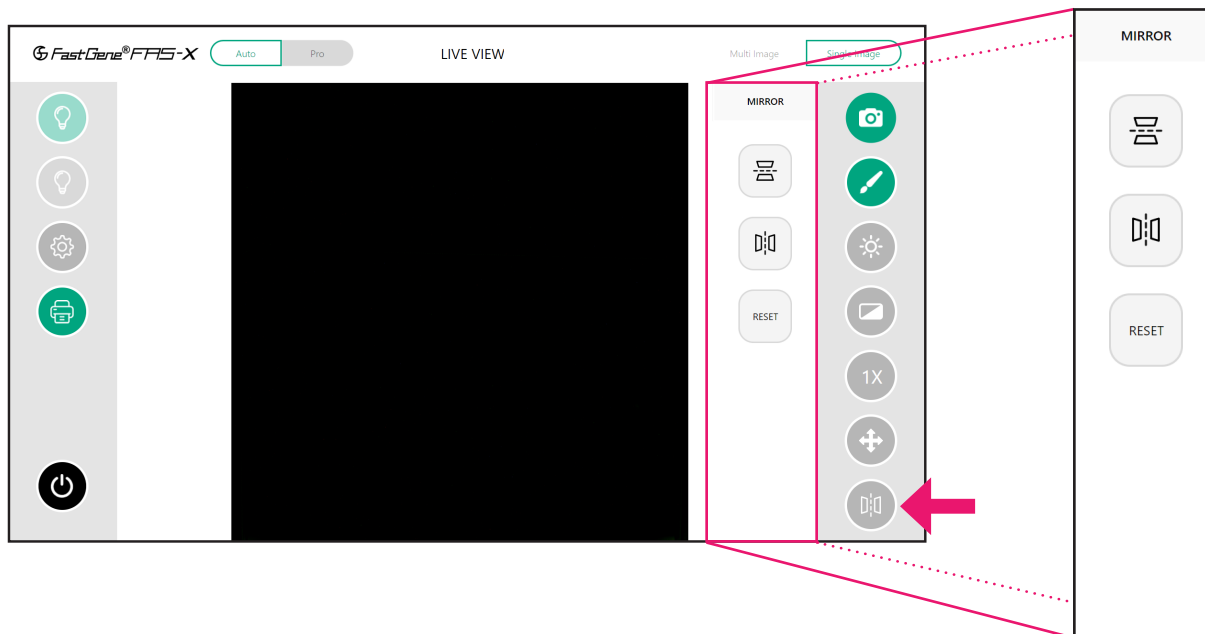 FastGene® FAS-X
Auto
Pro
LIVE VIEW
Multi Image
Single Image
MIRROR
RESET
1X
MIRROR
RESET